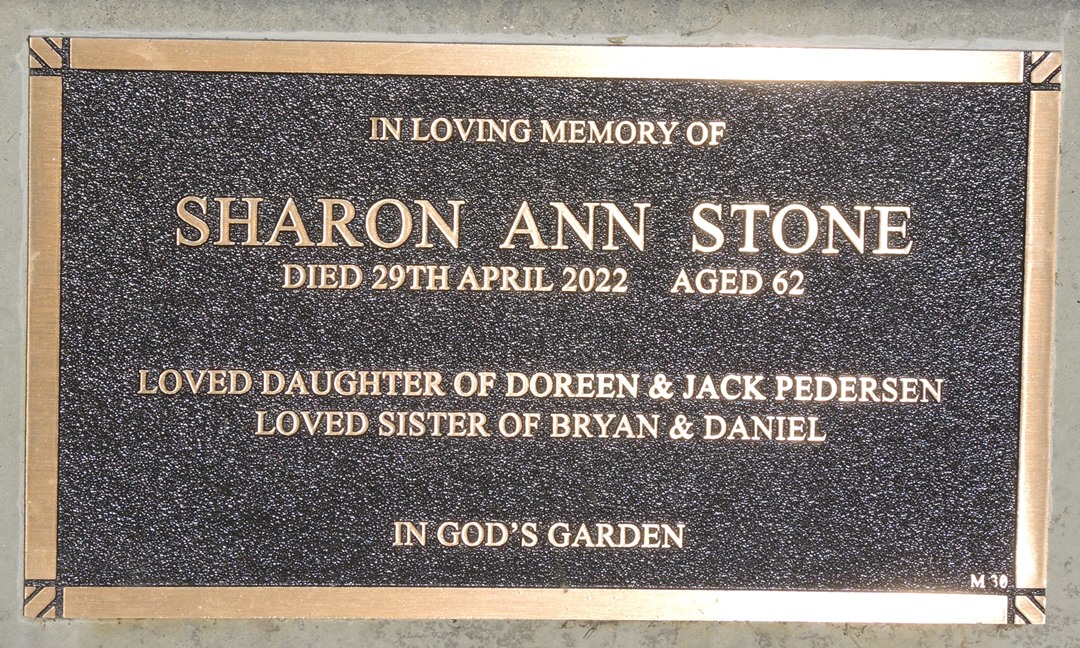 IN LOVING MEMORY OF
SHARON ANN STONE
DIED 29TH APRIL 2022 AGED 62
LOVED DAUGHTER OF DOREEN & JACK PEDERSEN
LOVED SISTER OF BRYAN & DANIEL
IN GOD'S GARDEN
M 30